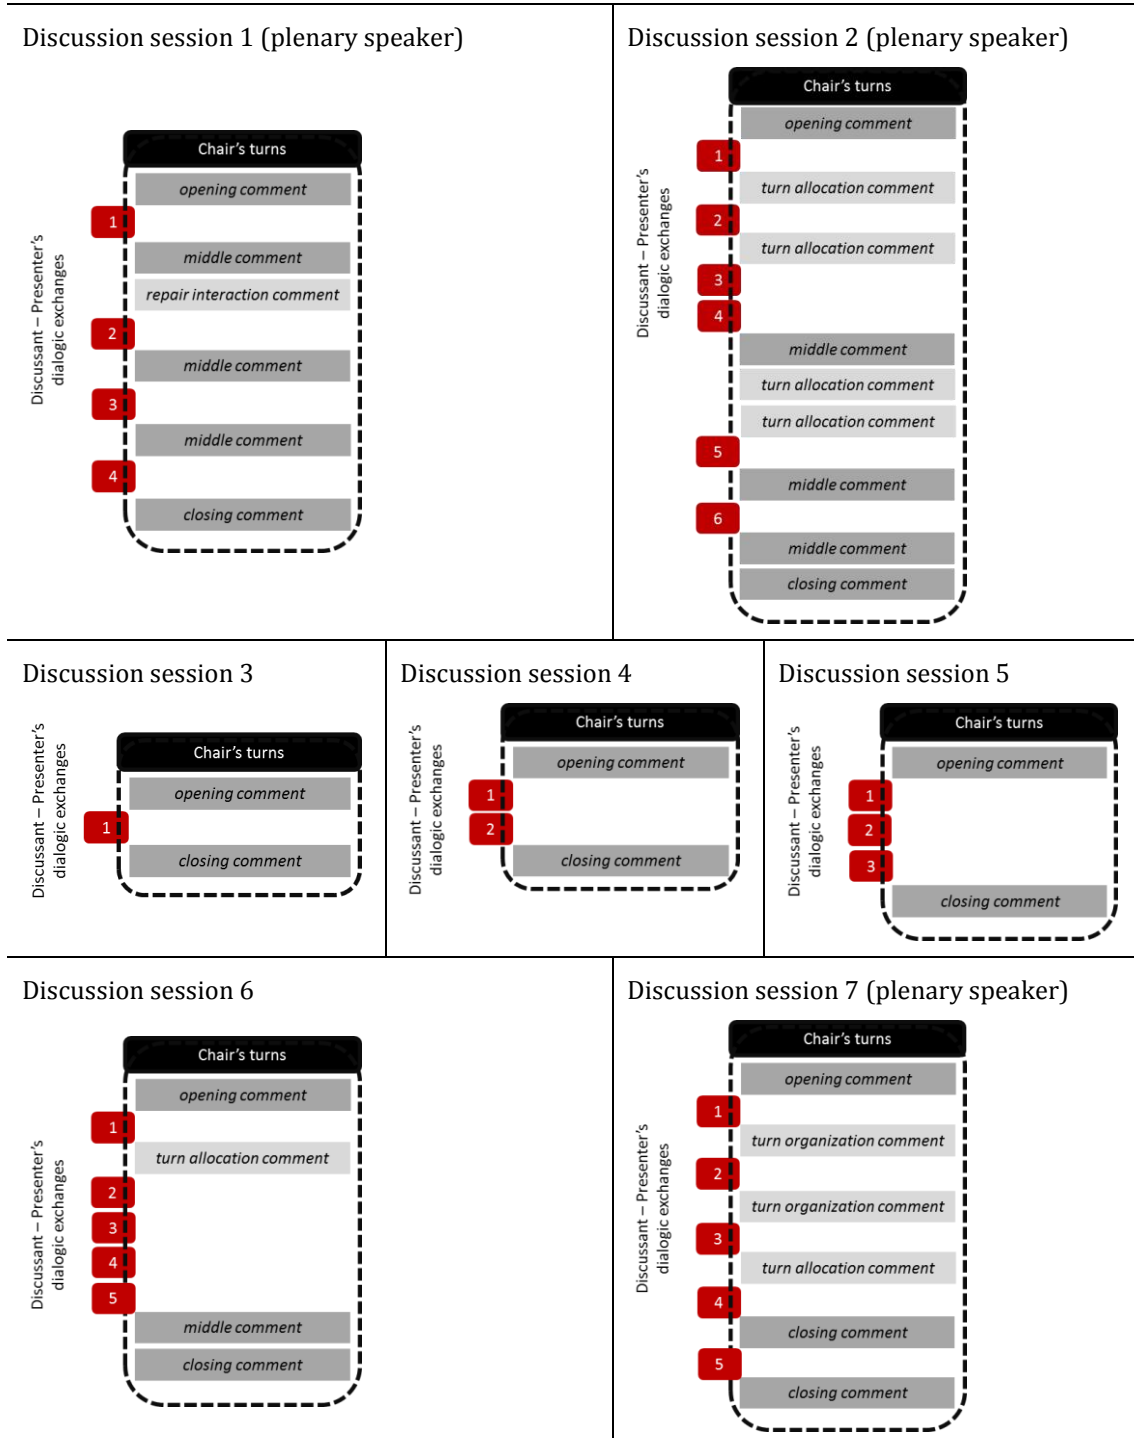 Discussion session 1 (plenary speaker)
Discussant – Presenter's
dialogic exchanges
Chair's turns
opening comment
1
middle comment
repair interaction comment
2
middle comment
3
middle comment
4
closing comment
Discussion session 2 (plenary speaker)
Discussant – Presenter's
dialogic exchanges
Chair's turns
opening comment
1
turn allocation comment
2
turn allocation comment
3
4
middle comment
turn allocation comment
turn allocation comment
5
middle comment
6
middle comment
closing comment
Discussion session 3
Discussant – Presenter's
dialogic exchanges
Chair's turns
opening comment
1
closing comment
Discussion session 4
Discussant – Presenter's
dialogic exchanges
Chair's turns
opening comment
1
2
closing comment
Discussion session 5
Discussant – Presenter's
dialogic exchanges
Chair's turns
opening comment
1
2
3
closing comment
Discussion session 6
Discussant – Presenter's
dialogic exchanges
Chair's turns
opening comment
1
turn allocation comment
2
3
4
5
middle comment
closing comment
Discussion session 7 (plenary speaker)
Discussant – Presenter's
dialogic exchanges
Chair's turns
opening comment
1
turn organization comment
2
turn organization comment
3
turn allocation comment
4
closing comment
5
closing comment